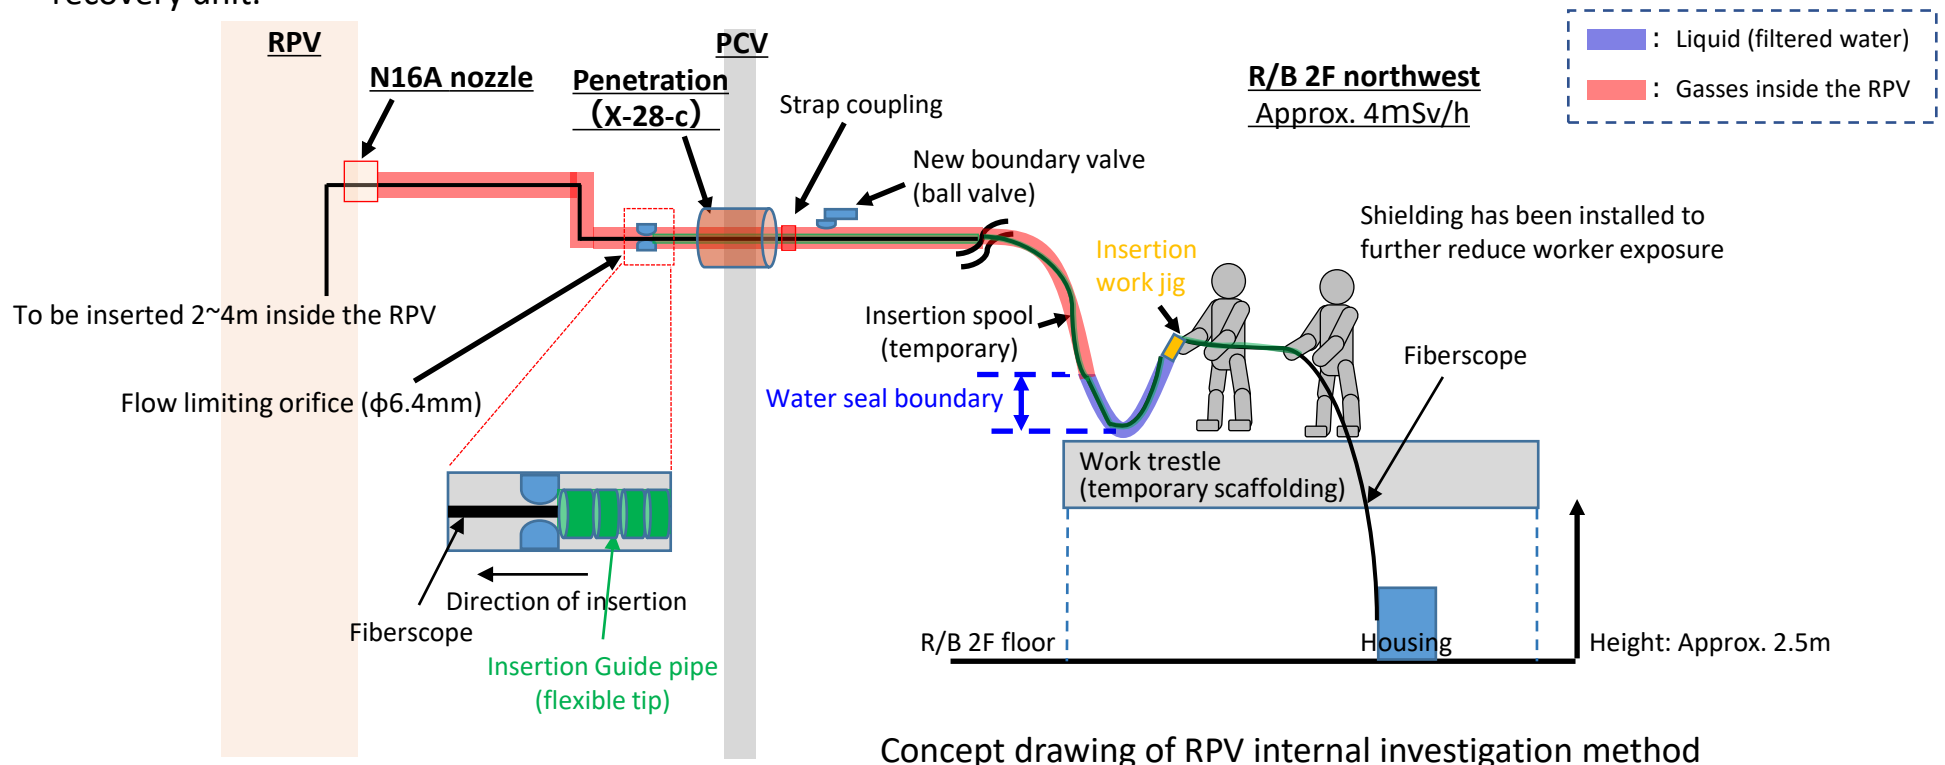 recovery unit.
RPV
PCV
: Liquid (filtered water)
: Gasses inside the RPV
N16A nozzle
Penetration
(X-28-c)
Strap coupling
R/B 2F northwest
Approx. 4mSv/h
New boundary valve
(ball valve)
Shielding has been installed to
further reduce worker exposure
Insertion
work jig
To be inserted 2~4m inside the RPV
Insertion spool
(temporary)
Fiberscope
Flow limiting orifice (φ6.4mm)
Water seal boundary
Work trestle
(temporary scaffolding)
Direction of insertion
Fiberscope
Insertion Guide pipe
(flexible tip)
R/B 2F floor
Housing
Height: Approx. 2.5m
Concept drawing of RPV internal investigation method